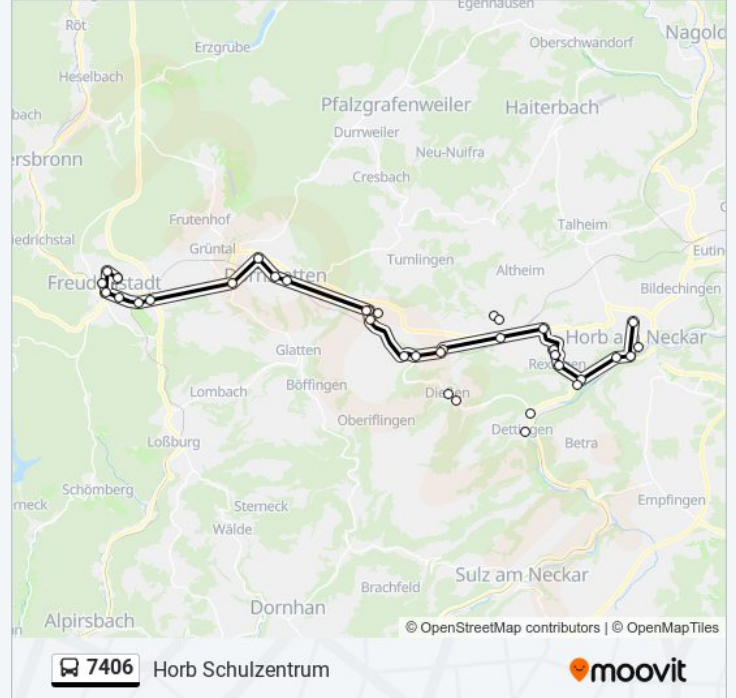 Egenhausen
Röt
Oberschwandorf
Nagold
Erzgrube
Heselbach
Pfalzgrafenweiler
Haiterbach
bach
Durrweiler
ersbronn
Neu-Nuifra
Cresbach
Frutenhof
Talheim
iedrichstal
Grüntal
Eutin
Tumlingen
Altheim
Bildechingen
Horb am Neckar
Glatten
Böffingen
Lombach
Oberiflingen
Dettingen
Loßburg
Betra
Schömberg
Empfingen
meck
Sterneck
Wälde
Sulz am Neckar
Brachfeld
Dornhan
Alpirsbach
© OpenStreetMap contributors | © OpenMapTiles
7406 Horb Schulzentrum
moovit